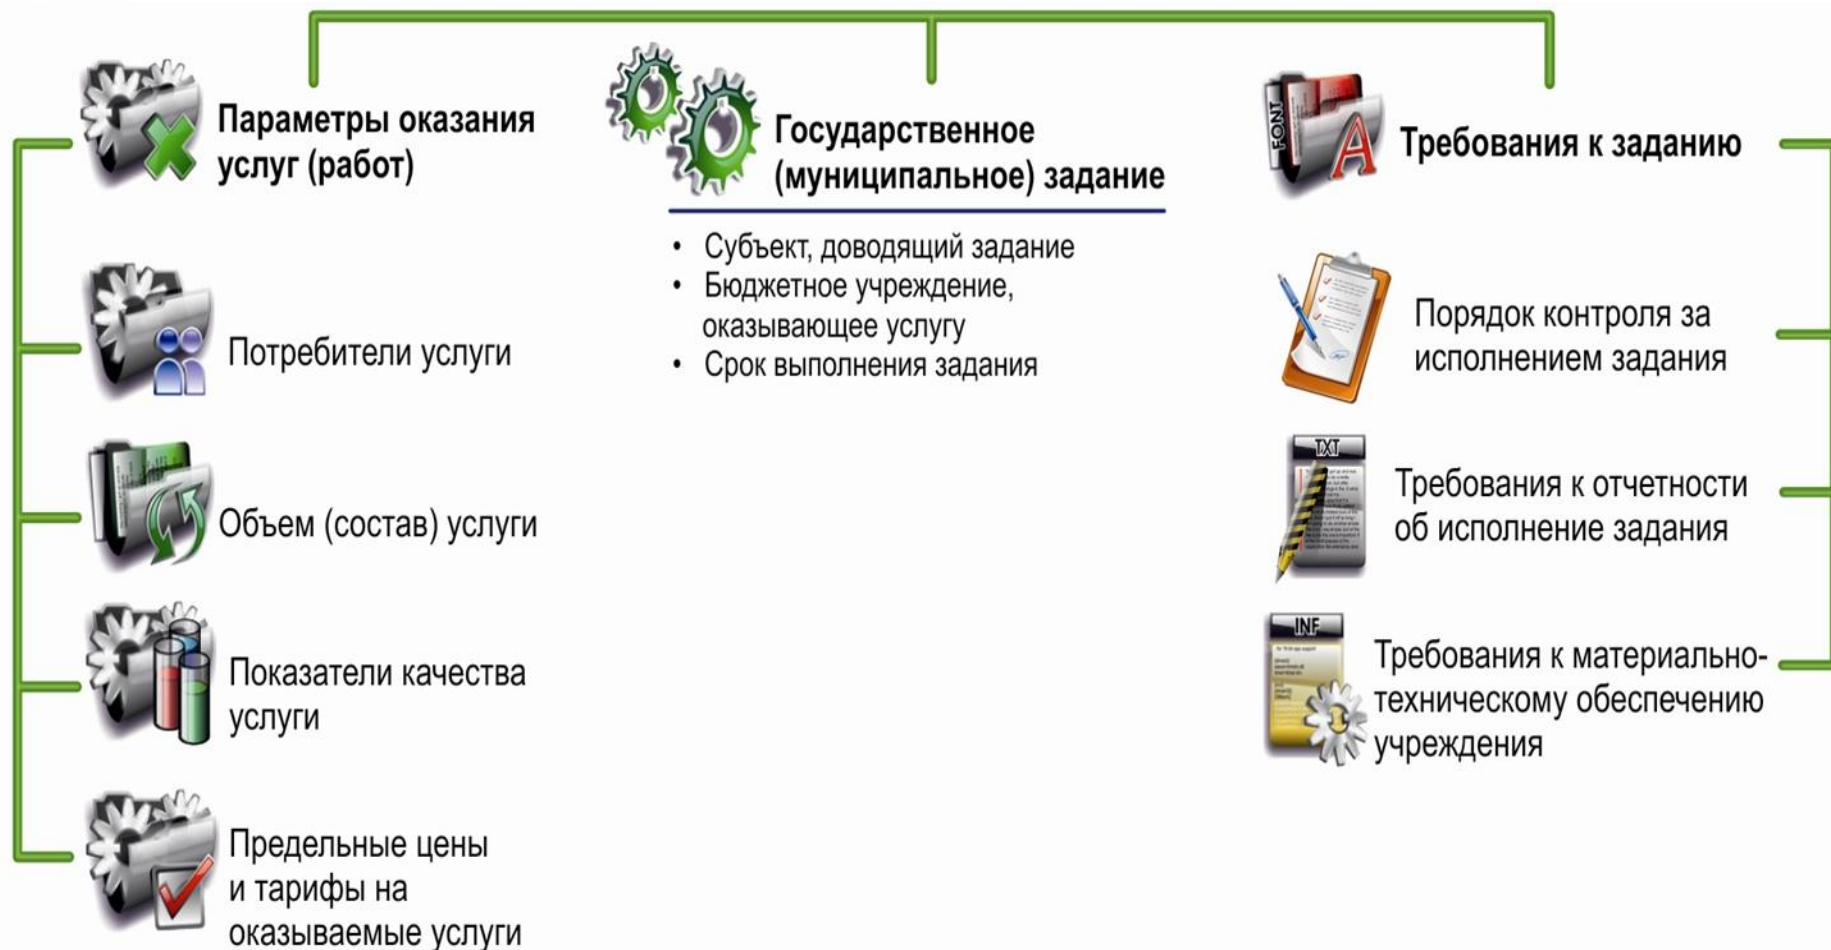 Параметры оказания
услуг (работ)
Потребители услуги
Объем (состав) услуги
Показатели качества
услуги
Предельные цены
и тарифы на
оказываемые услуги
Государственное
(муниципальное) задание
• Субъект, доводящий задание
• Бюджетное учреждение,
оказывающее услугу
• Срок выполнения задания
FONT
A
Требования к заданию
Порядок контроля за
исполнением задания
TXT
Требования к отчетности
об исполнение задания
INF
Требования к материально-
техническому обеспечению
учреждения